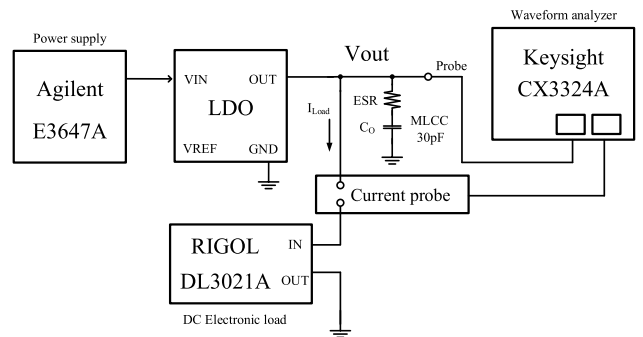 Waveform analyzer
Power supply
Agilent
E3647A
VIN
OUT
LDO
VREF
GND
Vout
Probe
Keysight
CX3324A
ILoad
ESR
CO
MLCC
30pF
Current probe
RIGOL
DL3021A
IN
OUT
DC Electronic load